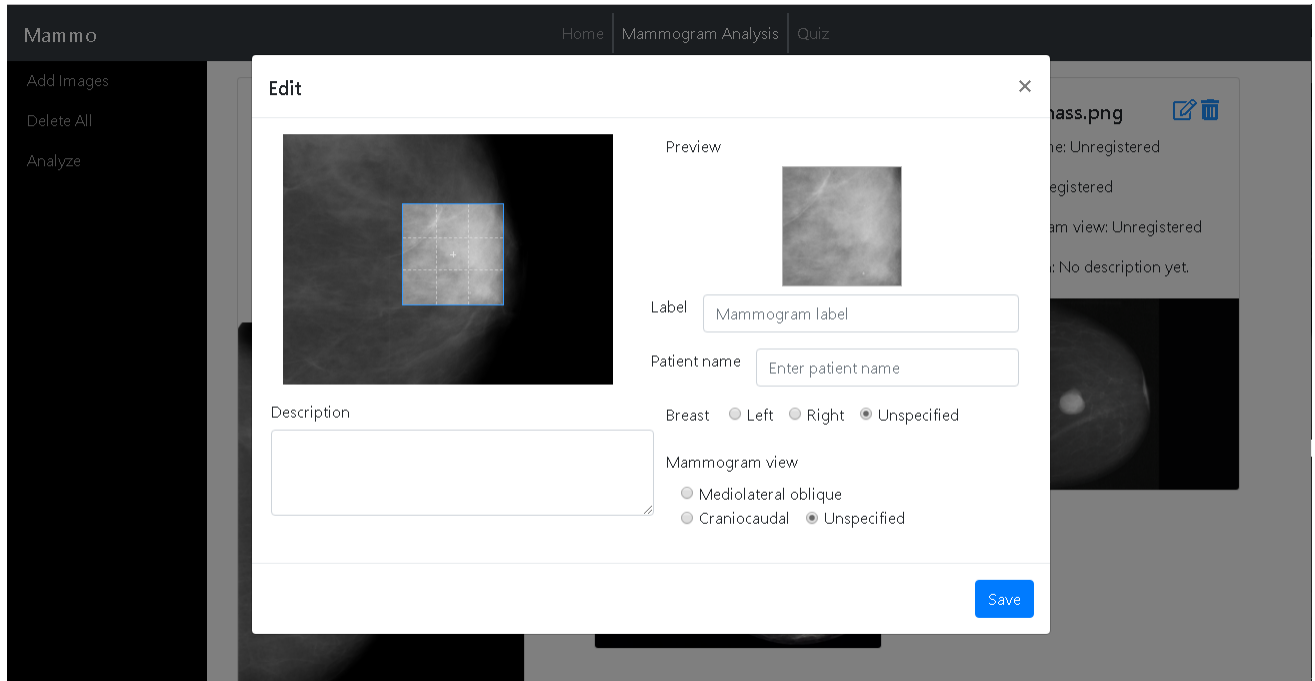 Mammo
Home
Mammogram Analysis
Quiz
Add Images
Delete All
Analyze
Edit
×
Preview
Label
Mammogram label
Patient name
Enter patient name
Description
Breast Left Right Unspecified
Mammogram view
Mediolateral oblique
Craniocaudal Unspecified
Save
ass.png
e: Unregistered
egistered
am view: Unregistered
: No description yet.